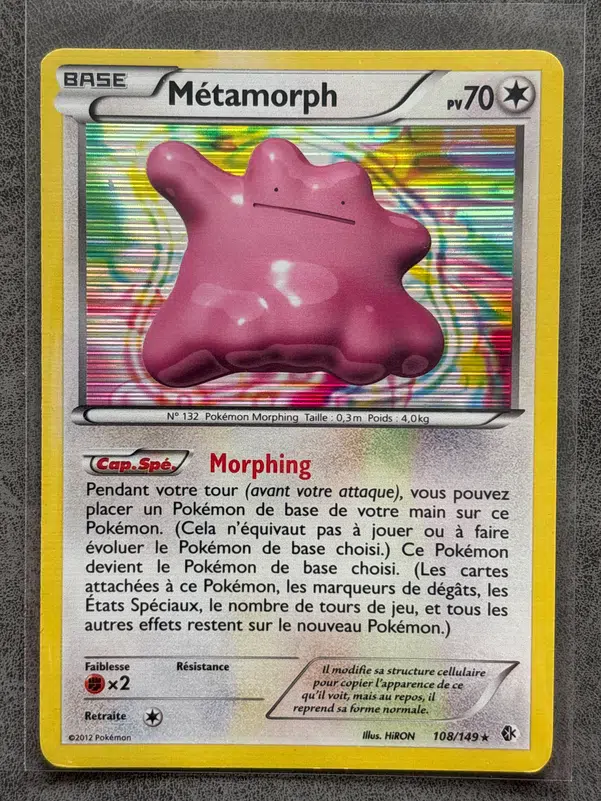 BASE
Métamorph
PV 70
N° 132 Pokémon Morphing Taille : 0,3m Poids : 4,0kg
Cap.Spé. Morphing
Pendant votre tour (avant votre attaque), vous pouvez
placer un Pokémon de base de votre main sur ce
Pokémon. (Cela n'équivaut pas à jouer ou à faire
évoluer le Pokémon de base choisi.) Ce Pokémon
devient le Pokémon de base choisi. (Les cartes
attachées à ce Pokémon, les marqueurs de dégâts, les
États Spéciaux, le nombre de tours de jeu, et tous les
autres effets restent sur le nouveau Pokémon.)
Faiblesse Résistance
×2
Retraite
Il modifie sa structure cellulaire
pour copier l'apparence de ce
qu'il voit, mais au repos, il
reprend sa forme normale.
©2012 Pokémon Illus. HiRON 108/149★